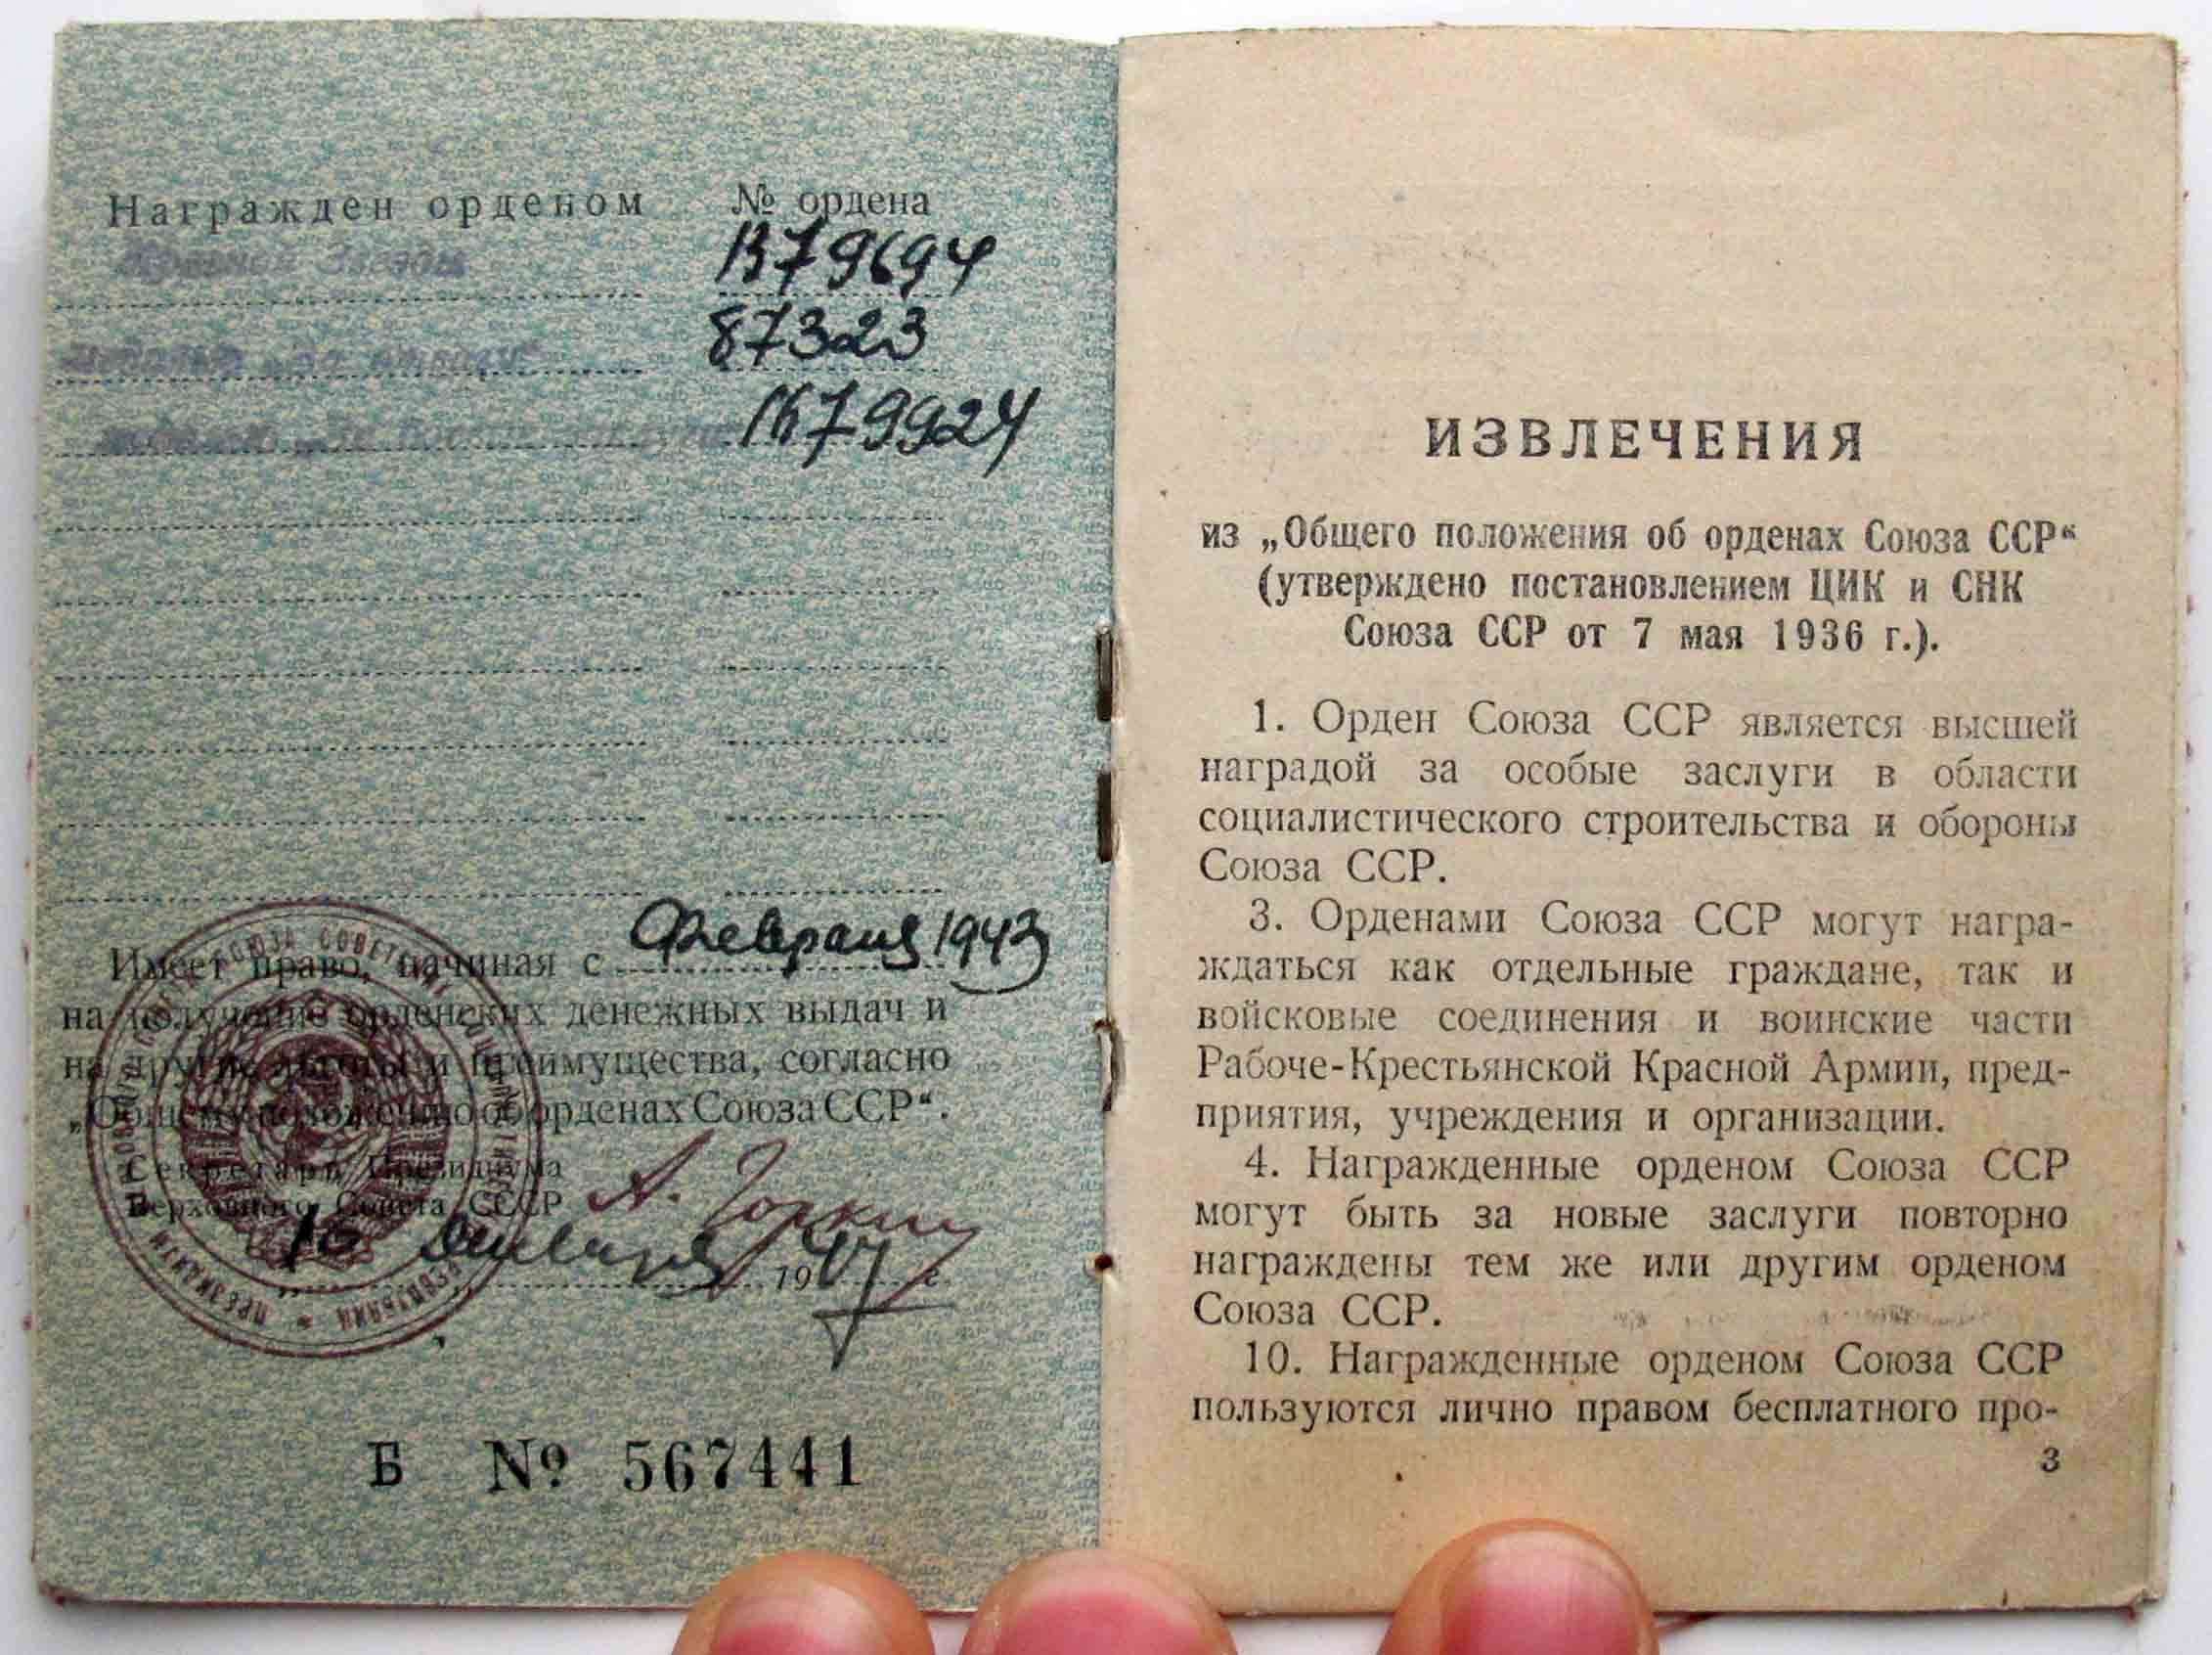 Награжден орденом № ордена
Красной Звезды 1379694
87323
1679924
Имеет право, начиная с Февраля 1943
на получение орденских денежных выдач и
на другие льготы и преимущества, согласно
„Общему положению об орденах Союза ССР“.
Секретарь Президиума
Верховного Совета СССР А. Горкин
16 Января 1947 г.
Б № 567441
ИЗВЛЕЧЕНИЯ
из „Общего положения об орденах Союза ССР“
(утверждено постановлением ЦИК и СНК
Союза ССР от 7 мая 1936 г.).
1. Орден Союза ССР является высшей
наградой за особые заслуги в области
социалистического строительства и обороны
Союза ССР.
3. Орденами Союза ССР могут награ-
ждаться как отдельные граждане, так и
войсковые соединения и воинские части
Рабоче-Крестьянской Красной Армии, пред-
приятия, учреждения и организации.
4. Награжденные орденом Союза ССР
могут быть за новые заслуги повторно
награждены тем же или другим орденом
Союза ССР.
10. Награжденные орденом Союза ССР
пользуются лично правом бесплатного про-
3